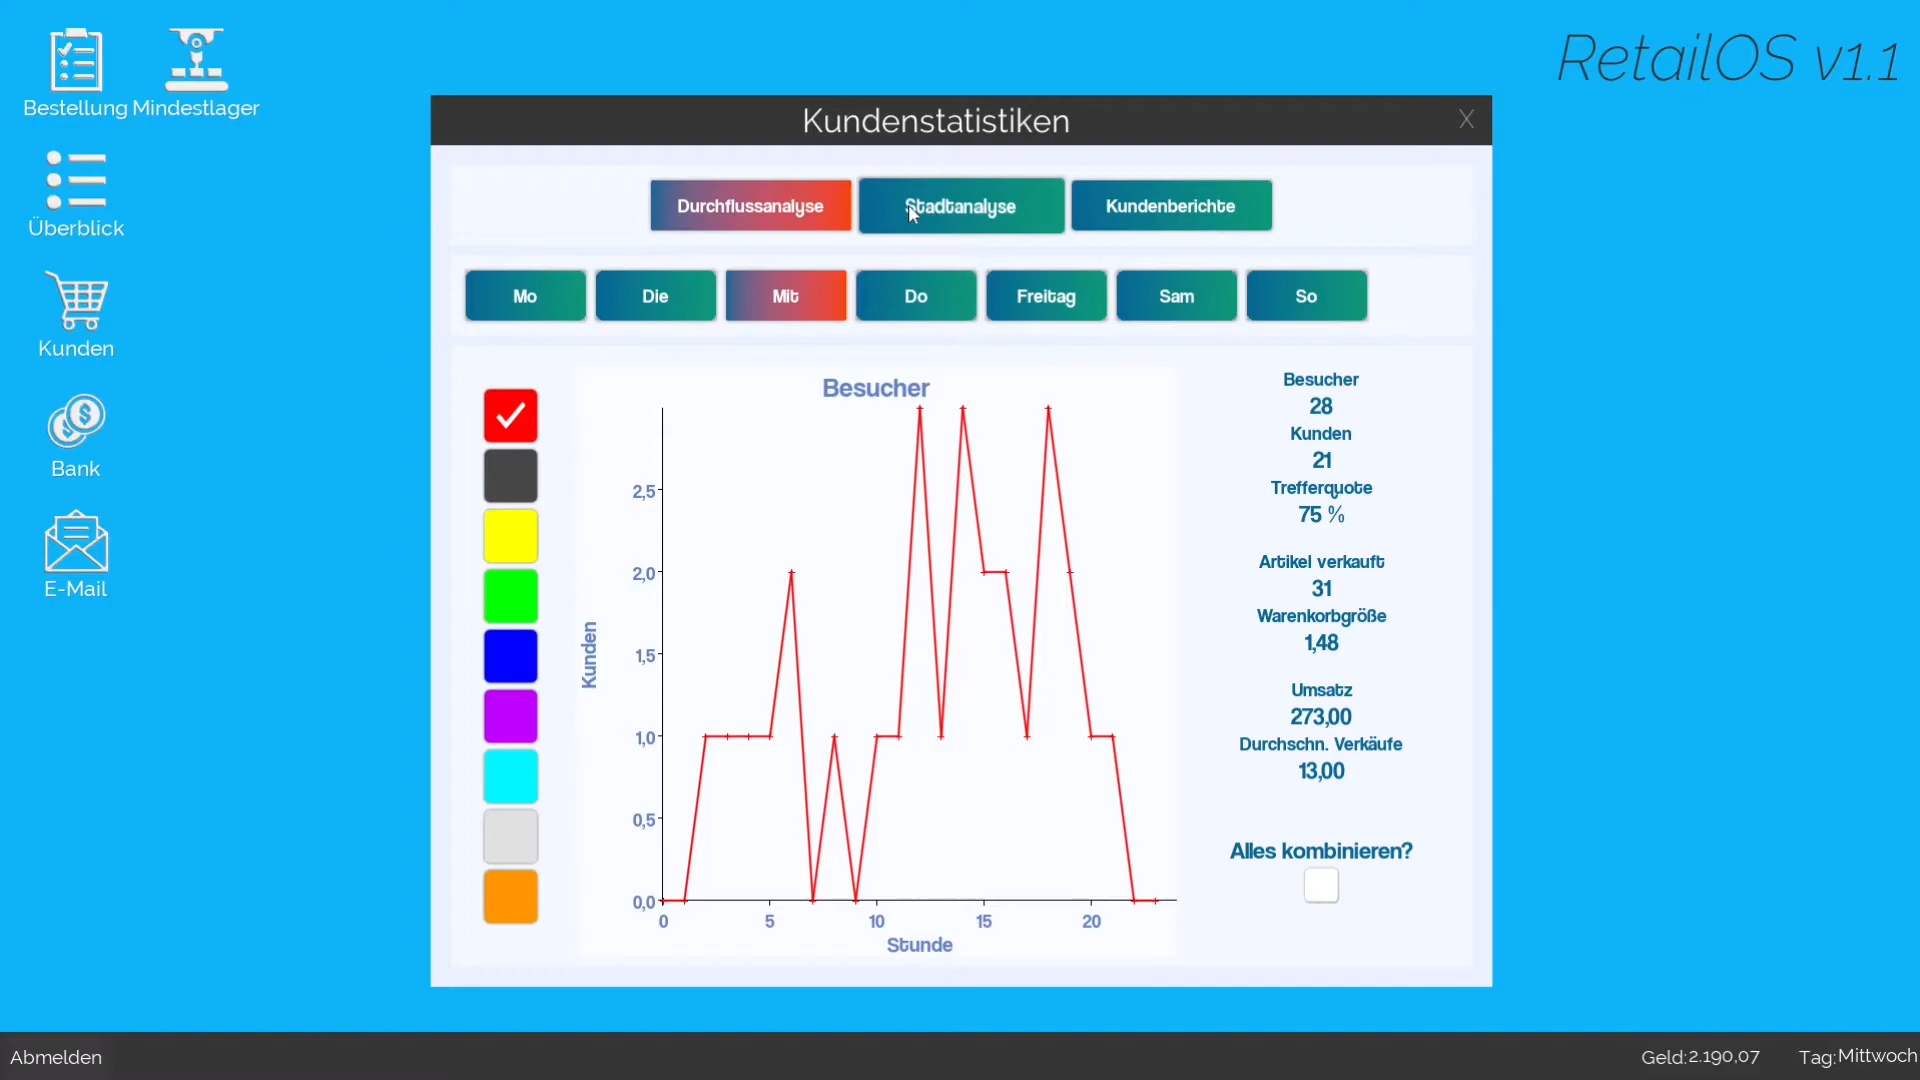 RetailOS v1.1
Bestellung
Mindestlager
Überblick
Kunden
Bank
E-Mail
Kundenstatistiken
X
Durchflussanalyse
Stadtanalyse
Kundenberichte
Mo
Die
Mit
Do
Freitag
Sam
So
Besucher
Kunden
2,5
2,0
1,5
1,0
0,5
0,0
0
5
10
15
20
Stunde
Besucher
28
Kunden
21
Trefferquote
75 %
Artikel verkauft
31
Warenkorbgröße
1,48
Umsatz
273,00
Durchschn. Verkäufe
13,00
Alles kombinieren?
Abmelden
Geld:2.190,07
Tag:Mittwoch